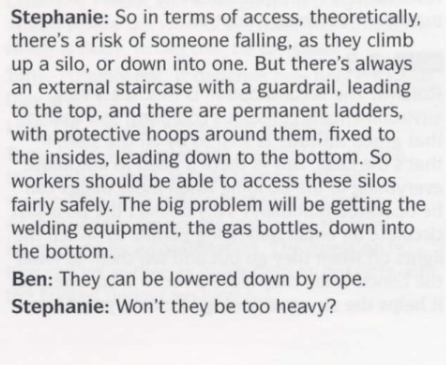 Stephanie: So in terms of access, theoretically,
there's a risk of someone falling, as they climb
up a silo, or down into one. But there's always
an external staircase with a guardrail, leading
to the top, and there are permanent ladders,
with protective hoops around them, fixed to
the insides, leading down to the bottom. So
workers should be able to access these silos
fairly safely. The big problem will be getting the
welding equipment, the gas bottles, down into
the bottom.
Ben: They can be lowered down by rope.
Stephanie: Won't they be too heavy?